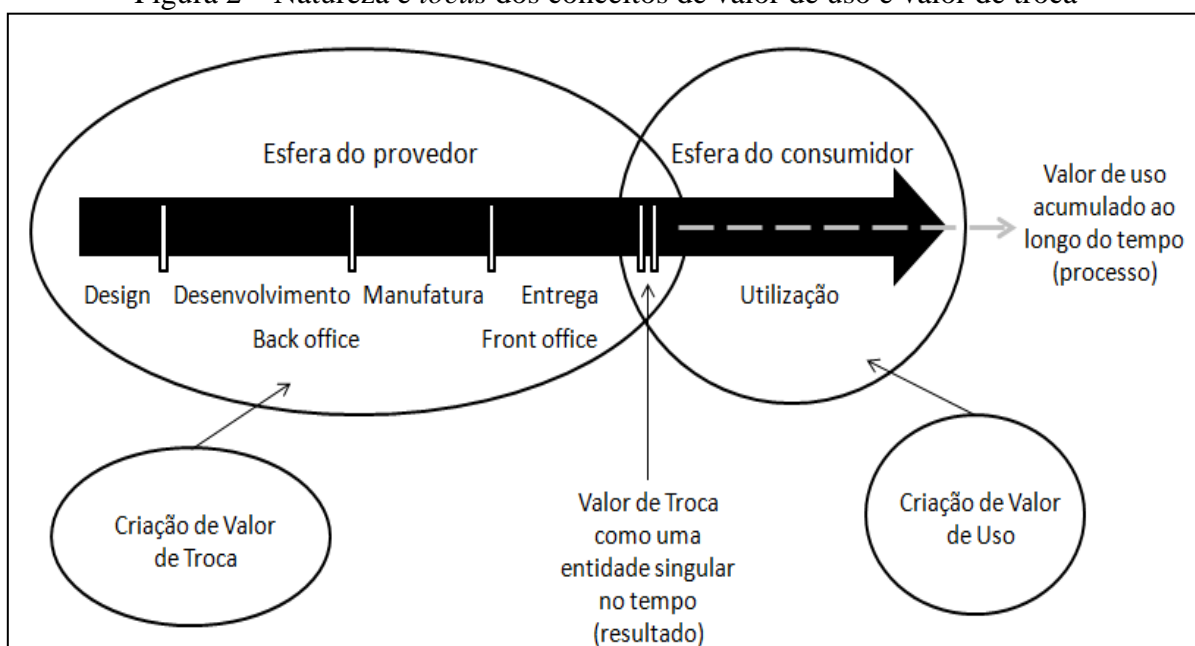 Figura 2 – Natureza e locus dos conceitos de valor de uso e valor de troca
Esfera do provedor
Esfera do consumidor
Design
Desenvolvimento
Manufatura
Entrega
Utilização
Back office
Front office
Valor de uso
acumulado ao
longo do tempo
(processo)
Criação de Valor
de Troca
Valor de Troca
como uma
entidade singular
no tempo
(resultado)
Criação de Valor
de Uso